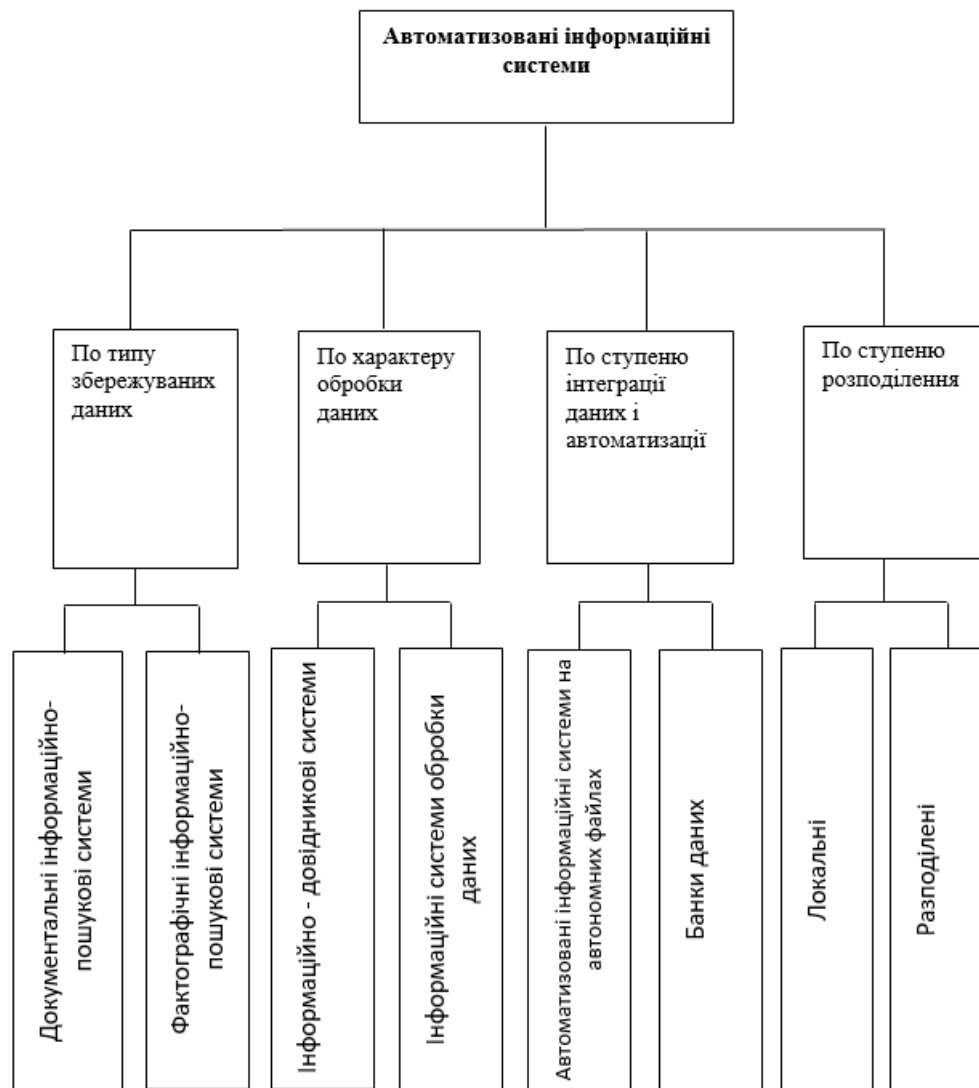 Автоматизовані інформаційні
системи
По типу
збережуваних
даних
По характеру
обробки
даних
По ступеню
інтеграції
даних і
автоматизації
По ступеню
розподілення
Документальні інформаційно-
пошукові системи
Фактографічні інформаційно-
пошукові системи
Інформаційно - довідникові системи
Інформаційні системи обробки
даних
Автоматизовані інформаційні системи на
автономних файлах
Банки даних
Локальні
Разподілені